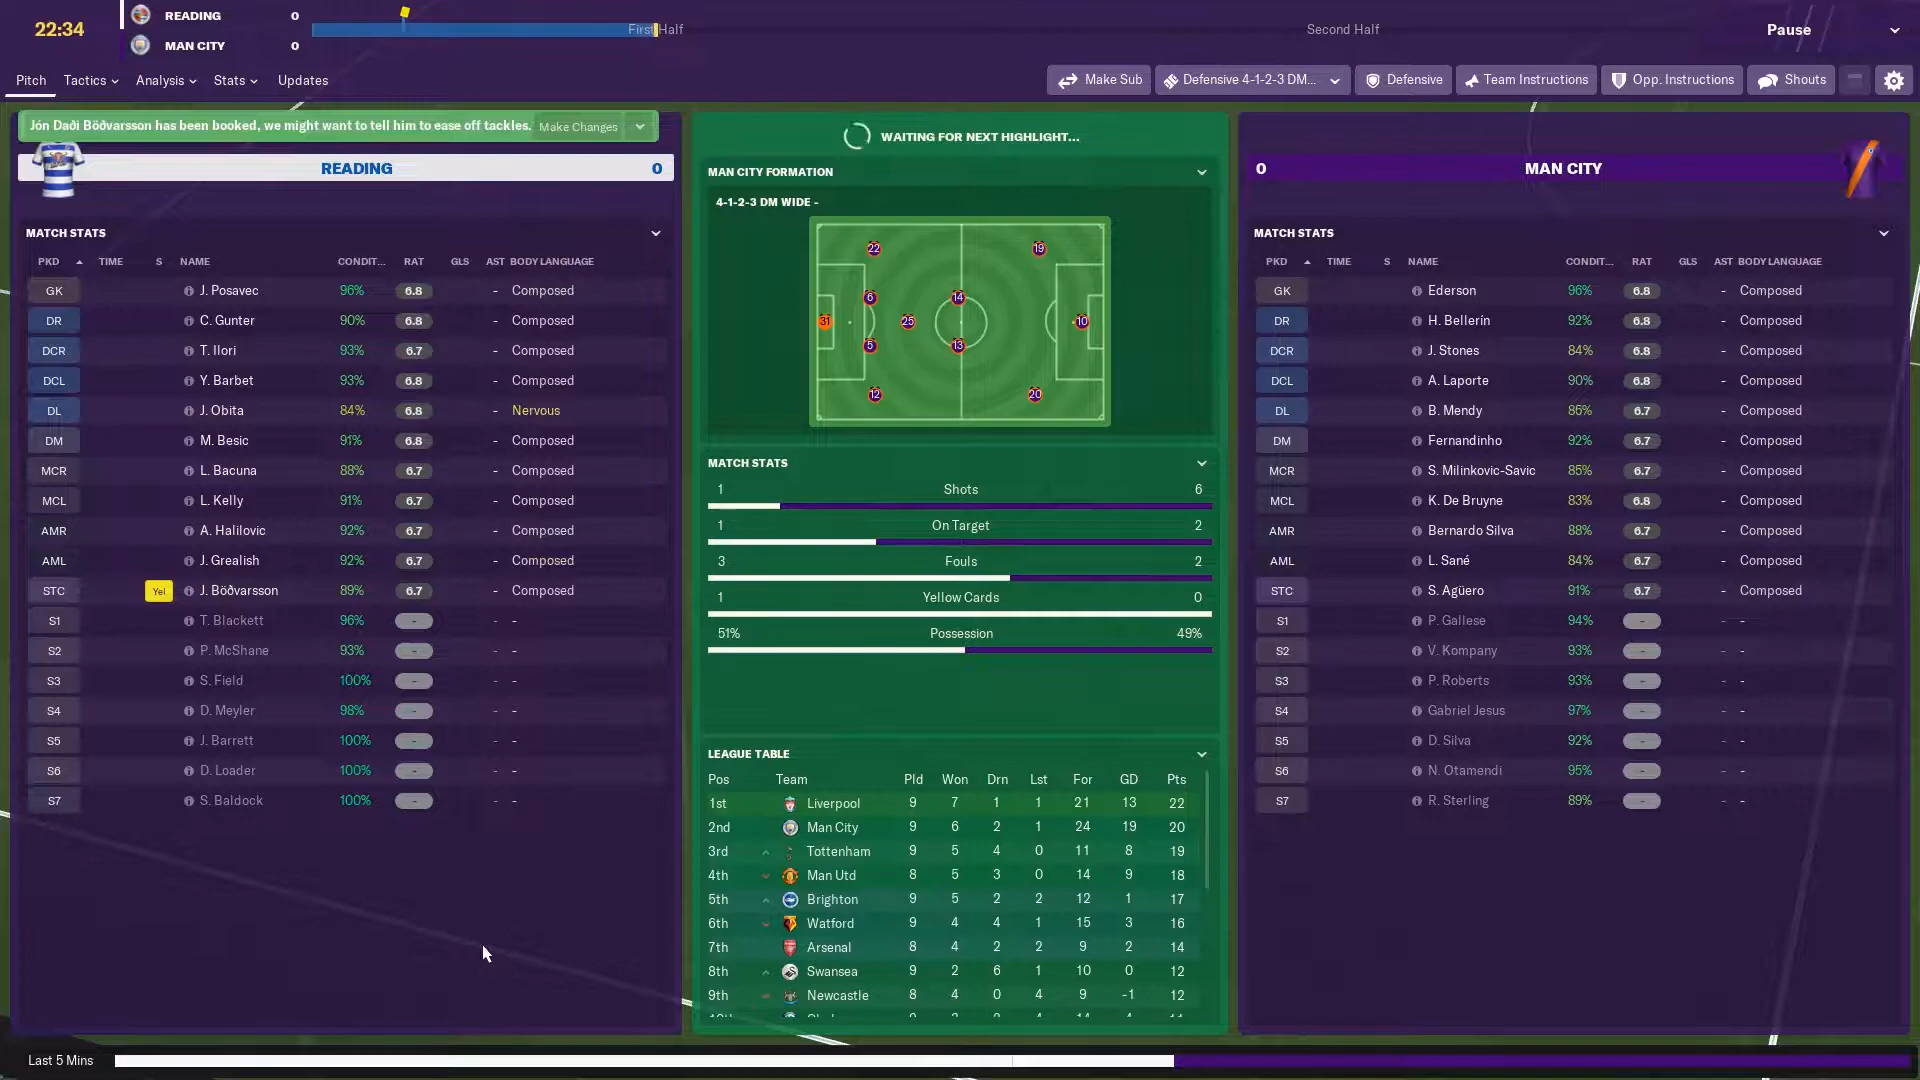 22:34
READING 0
MAN CITY 0
First Half
Second Half
Pause
Pitch Tactics Analysis Stats Updates
Make Sub Defensive 4-1-2-3 DM... Defensive Team Instructions Opp. Instructions Shouts
Jón Daði Böðvarsson has been booked, we might want to tell him to ease off tackles. Make Changes
READING 0
MATCH STATS
PKD TIME S NAME CONDIT... RAT GLS AST BODY LANGUAGE
GK J. Posavec 96% 6.8 - Composed
DR C. Gunter 90% 6.8 - Composed
DCR T. Ilori 93% 6.7 - Composed
DCL Y. Barbet 93% 6.8 - Composed
DL J. Obita 84% 6.8 - Nervous
DM M. Besic 91% 6.8 - Composed
MCR L. Bacuna 88% 6.7 - Composed
MCL L. Kelly 91% 6.7 - Composed
AMR A. Halilovic 92% 6.7 - Composed
AML J. Grealish 92% 6.7 - Composed
STC Yel J. Böðvarsson 89% 6.7 - Composed
S1 T. Blackett 96% - - -
S2 P. McShane 93% - - -
S3 S. Field 100% - - -
S4 D. Meyler 98% - - -
S5 J. Barrett 100% - - -
S6 D. Loader 100% - - -
S7 S. Baldock 100% - - -
WAITING FOR NEXT HIGHLIGHT...
MAN CITY FORMATION
4-1-2-3 DM WIDE -
22 19
6 14
31 25 10
5 13
12 20
MATCH STATS
1 Shots 6
1 On Target 2
3 Fouls 2
1 Yellow Cards 0
51% Possession 49%
LEAGUE TABLE
Pos Team Pld Won Drn Lst For GD Pts
1st Liverpool 9 7 1 1 21 13 22
2nd Man City 9 6 2 1 24 19 20
3rd Tottenham 9 5 4 0 11 8 19
4th Man Utd 8 5 3 0 14 9 18
5th Brighton 9 5 2 2 12 1 17
6th Watford 9 4 4 1 15 3 16
7th Arsenal 8 4 2 2 9 2 14
8th Swansea 9 2 6 1 10 0 12
9th Newcastle 8 4 0 4 9 -1 12
0 MAN CITY
MATCH STATS
PKD TIME S NAME CONDIT... RAT GLS AST BODY LANGUAGE
GK Ederson 96% 6.8 - Composed
DR H. Bellerín 92% 6.8 - Composed
DCR J. Stones 84% 6.8 - Composed
DCL A. Laporte 90% 6.8 - Composed
DL B. Mendy 86% 6.7 - Composed
DM Fernandinho 92% 6.7 - Composed
MCR S. Milinkovic-Savic 85% 6.7 - Composed
MCL K. De Bruyne 83% 6.8 - Composed
AMR Bernardo Silva 88% 6.7 - Composed
AML L. Sané 84% 6.7 - Composed
STC S. Agüero 91% 6.7 - Composed
S1 P. Gallese 94% - - -
S2 V. Kompany 93% - - -
S3 P. Roberts 93% - - -
S4 Gabriel Jesus 97% - - -
S5 D. Silva 92% - - -
S6 N. Otamendi 95% - - -
S7 R. Sterling 89% - - -
Last 5 Mins